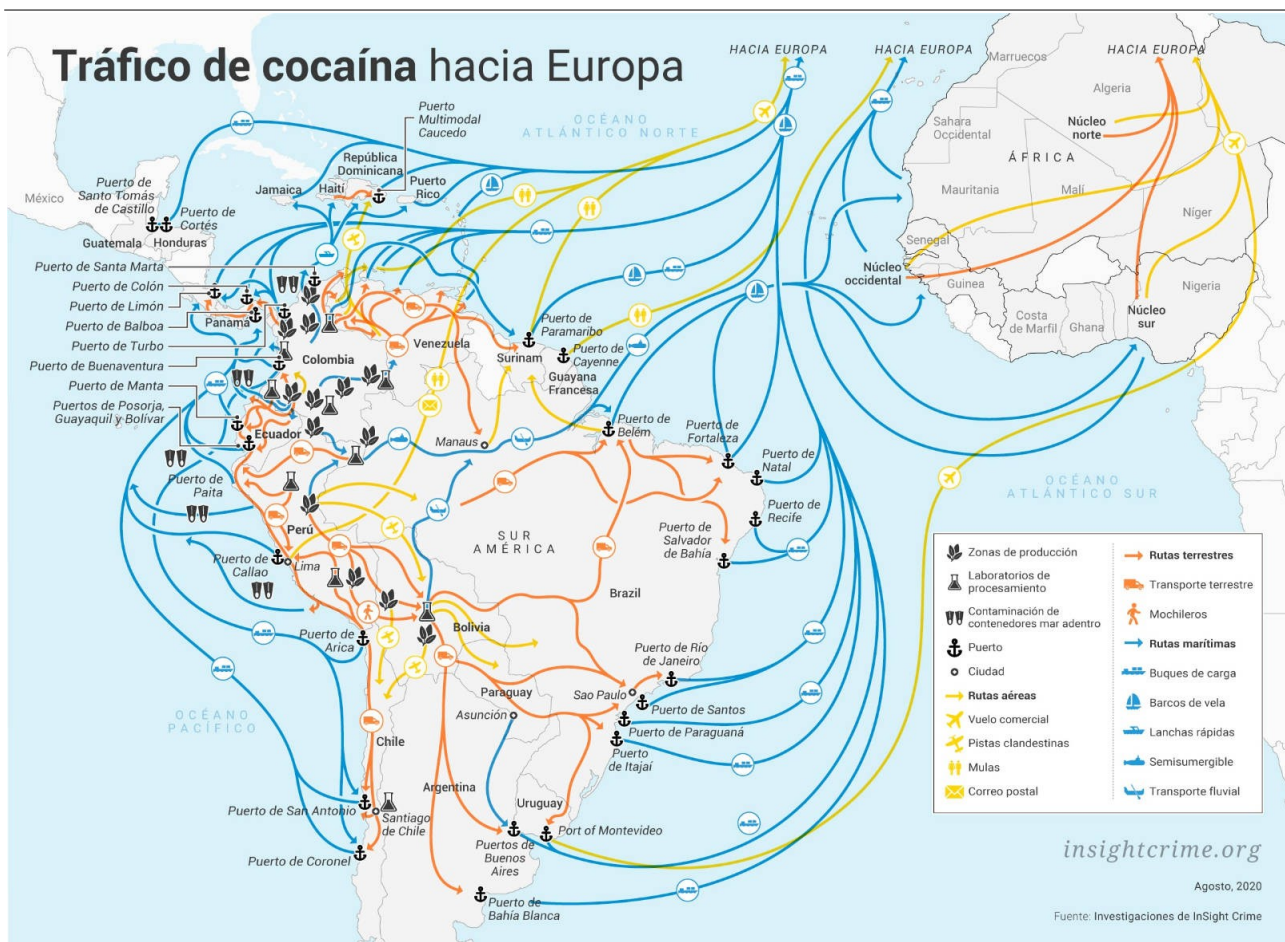 Tráfico de cocaína hacia Europa
HACIA EUROPA
HACIA EUROPA
HACIA EUROPA
OCÉANO
ATLÁNTICO NORTE
Marruecos
Argelia
Sahara
Occidental
Núcleo
norte
ÁFRICA
Mauritania
Malí
Níger
Senegal
Núcleo
occidental
Guinea
Costa
de Marfil
Ghana
Nigeria
Núcleo
sur
Puerto
Multimodal
Caucedo
República
Dominicana
Jamaica
Haití
Puerto
Rico
México
Puerto de
Santo Tomás
de Castillo
Puerto de
Cortés
Guatemala
Honduras
Puerto de Santa Marta
Puerto de Colón
Puerto de Limón
Puerto de Balboa
Panamá
Puerto de Turbo
Puerto de Buenaventura
Puerto de Manta
Puertos de Posorja,
Guayaquil y Bolívar
Colombia
Venezuela
Surinam
Puerto de
Paramaribo
Puerto de
Cayenne
Guayana
Francesa
Ecuador
Manaus
Puerto de
Belém
Puerto de
Fortaleza
Puerto de
Natal
Puerto de
Recife
Puerto de
Salvador
de Bahía
Puerto
de Paita
Perú
Puerto de
Callao
Lima
SUR
AMÉRICA
Brazil
Bolivia
Puerto de
Arica
OCÉANO
PACÍFICO
OCÉANO
ATLÁNTICO SUR
Paraguay
Asunción
Sao Paulo
Puerto de Río
de Janeiro
Puerto de Santos
Puerto de Paraguaná
Puerto
de Itajaí
Chile
Argentina
Uruguay
Puerto de San Antonio
Santiago
de Chile
Puerto de Coronel
Puertos de
Buenos
Aires
Port of Montevideo
Puerto de
Bahía Blanca
Zonas de producción
Laboratorios de
procesamiento
Contaminación de
contenedores mar adentro
Puerto
Ciudad
Rutas aéreas
Vuelo comercial
Pistas clandestinas
Mulas
Correo postal
Rutas terrestres
Transporte terrestre
Mochileros
Rutas marítimas
Buques de carga
Barcos de vela
Lanchas rápidas
Semisumergible
Transporte fluvial
insightcrime.org
Agosto, 2020
Fuente: Investigaciones de InSight Crime